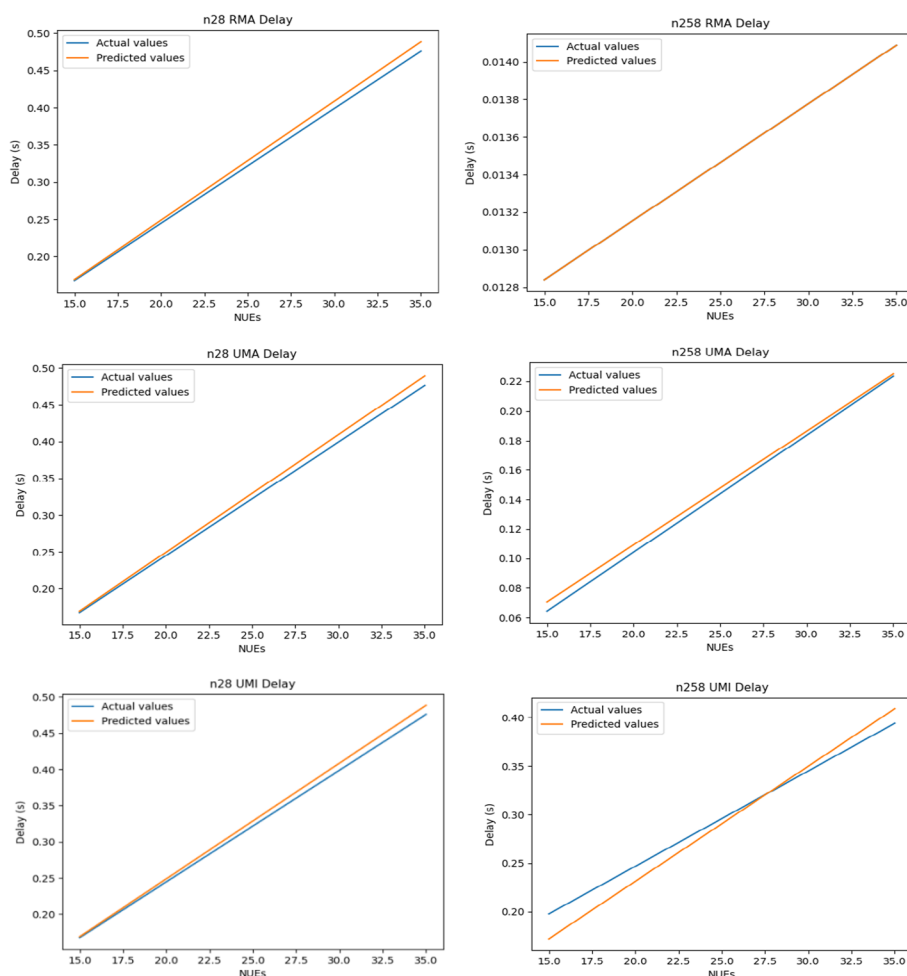 n28 RMA Delay
Actual values
Predicted values
0.50
0.45
0.40
0.35
0.30
0.25
0.20
Delay (s)
15.0 17.5 20.0 22.5 25.0 27.5 30.0 32.5 35.0
NUEs
n258 RMA Delay
Actual values
Predicted values
0.0140
0.0138
0.0136
0.0134
0.0132
0.0130
0.0128
Delay (s)
15.0 17.5 20.0 22.5 25.0 27.5 30.0 32.5 35.0
NUEs
n28 UMA Delay
Actual values
Predicted values
0.50
0.45
0.40
0.35
0.30
0.25
0.20
Delay (s)
15.0 17.5 20.0 22.5 25.0 27.5 30.0 32.5 35.0
NUEs
n258 UMA Delay
Actual values
Predicted values
0.22
0.20
0.18
0.16
0.14
0.12
0.10
0.08
0.06
Delay (s)
15.0 17.5 20.0 22.5 25.0 27.5 30.0 32.5 35.0
NUEs
n28 UMI Delay
Actual values
Predicted values
0.50
0.45
0.40
0.35
0.30
0.25
0.20
Delay (s)
15.0 17.5 20.0 22.5 25.0 27.5 30.0 32.5 35.0
NUEs
n258 UMI Delay
Actual values
Predicted values
0.40
0.35
0.30
0.25
0.20
Delay (s)
15.0 17.5 20.0 22.5 25.0 27.5 30.0 32.5 35.0
NUEs